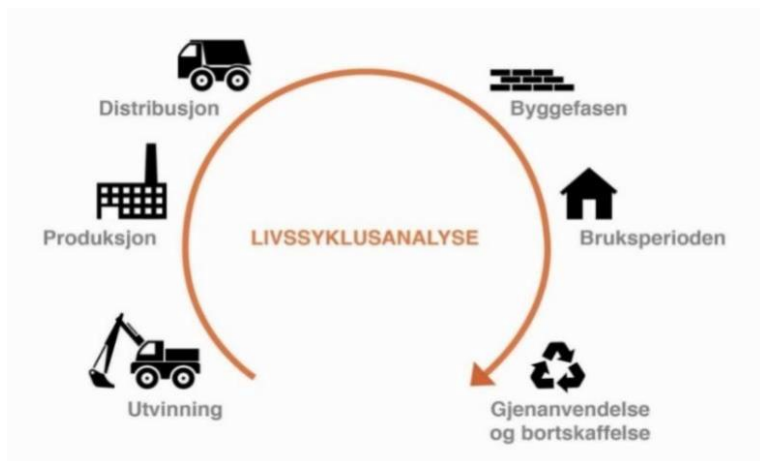 Distribusjon
Byggefasen
Produksjon
LIVSSYKLUSANALYSE
Bruksperioden
Utvinning
Gjenanvendelse
og bortskaffelse